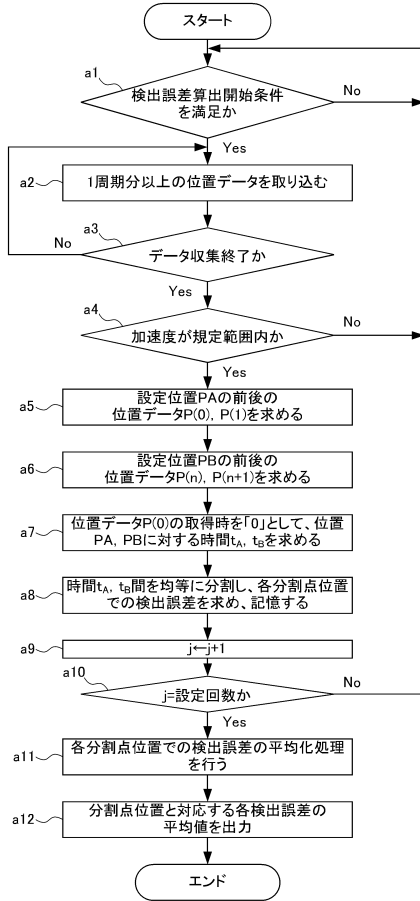 スタート
a1
検出誤差算出開始条件
を満足か
No
Yes
a2
1周期分以上の位置データを取り込む
a3
No
データ収集終了か
Yes
a4
加速度が規定範囲内か
No
Yes
a5
設定位置PAの前後の
位置データP(0), P(1)を求める
a6
設定位置PBの前後の
位置データP(n), P(n+1)を求める
a7
位置データP(0)の取得時を「0」として、位置
PA, PBに対する時間tA, tBを求める
a8
時間tA, tB間を均等に分割し、各分割点位置
での検出誤差を求め、記憶する
a9
j←j+1
a10
j=設定回数か
No
Yes
a11
各分割点位置での検出誤差の平均化処理
を行う
a12
分割点位置と対応する各検出誤差の
平均値を出力
エンド